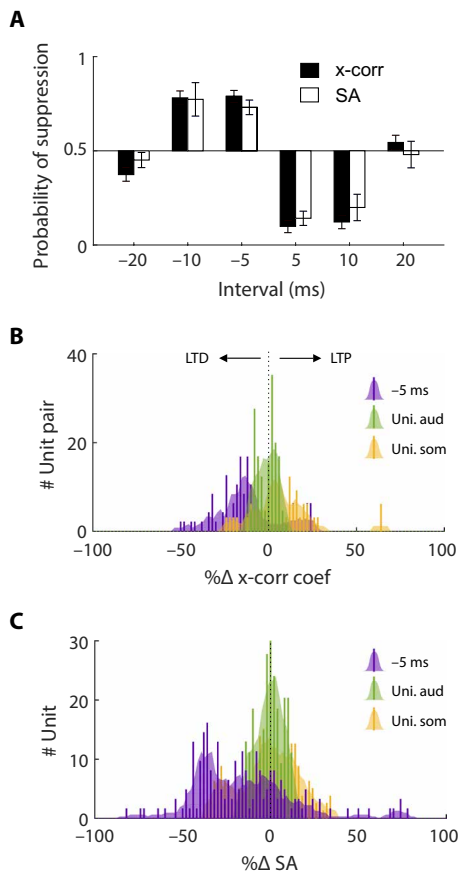 A
Probability of suppression
1
0.5
0
x-corr
SA
–20 –10 –5 5 10 20
Interval (ms)
B
# Unit pair
40
20
0
LTD LTP
–5 ms
Uni. aud
Uni. som
–100 –50 0 50 100
%Δ x-corr coef
C
# Unit
30
20
10
0
–5 ms
Uni. aud
Uni. som
–100 –50 0 50 100
%Δ SA